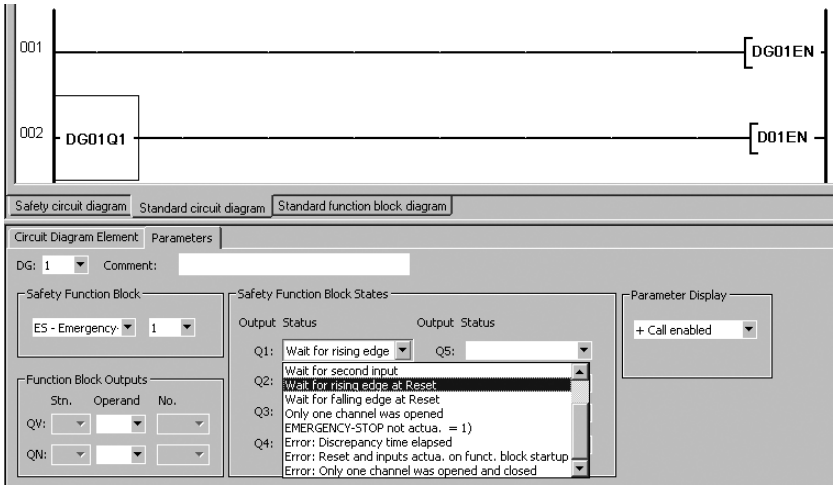 001
DG01EN
002
DG01Q1
D01EN
Safety circuit diagram Standard circuit diagram Standard function block diagram
Circuit Diagram Element Parameters
DG: 1 Comment:
Safety Function Block
ES - Emergency- 1
Function Block Outputs
Stn. Operand No.
QV:
QN:
Safety Function Block States
Output Status Output Status
Q1: Wait for rising edge Q5:
Q2:
Q3:
Q4:
Wait for second input
Wait for rising edge at Reset
Wait for falling edge at Reset
Only one channel was opened
EMERGENCY-STOP not actua. = 1)
Error: Discrepancy time elapsed
Error: Reset and inputs actua. on funct. block startup
Error: Only one channel was opened and closed
Parameter Display
+ Call enabled